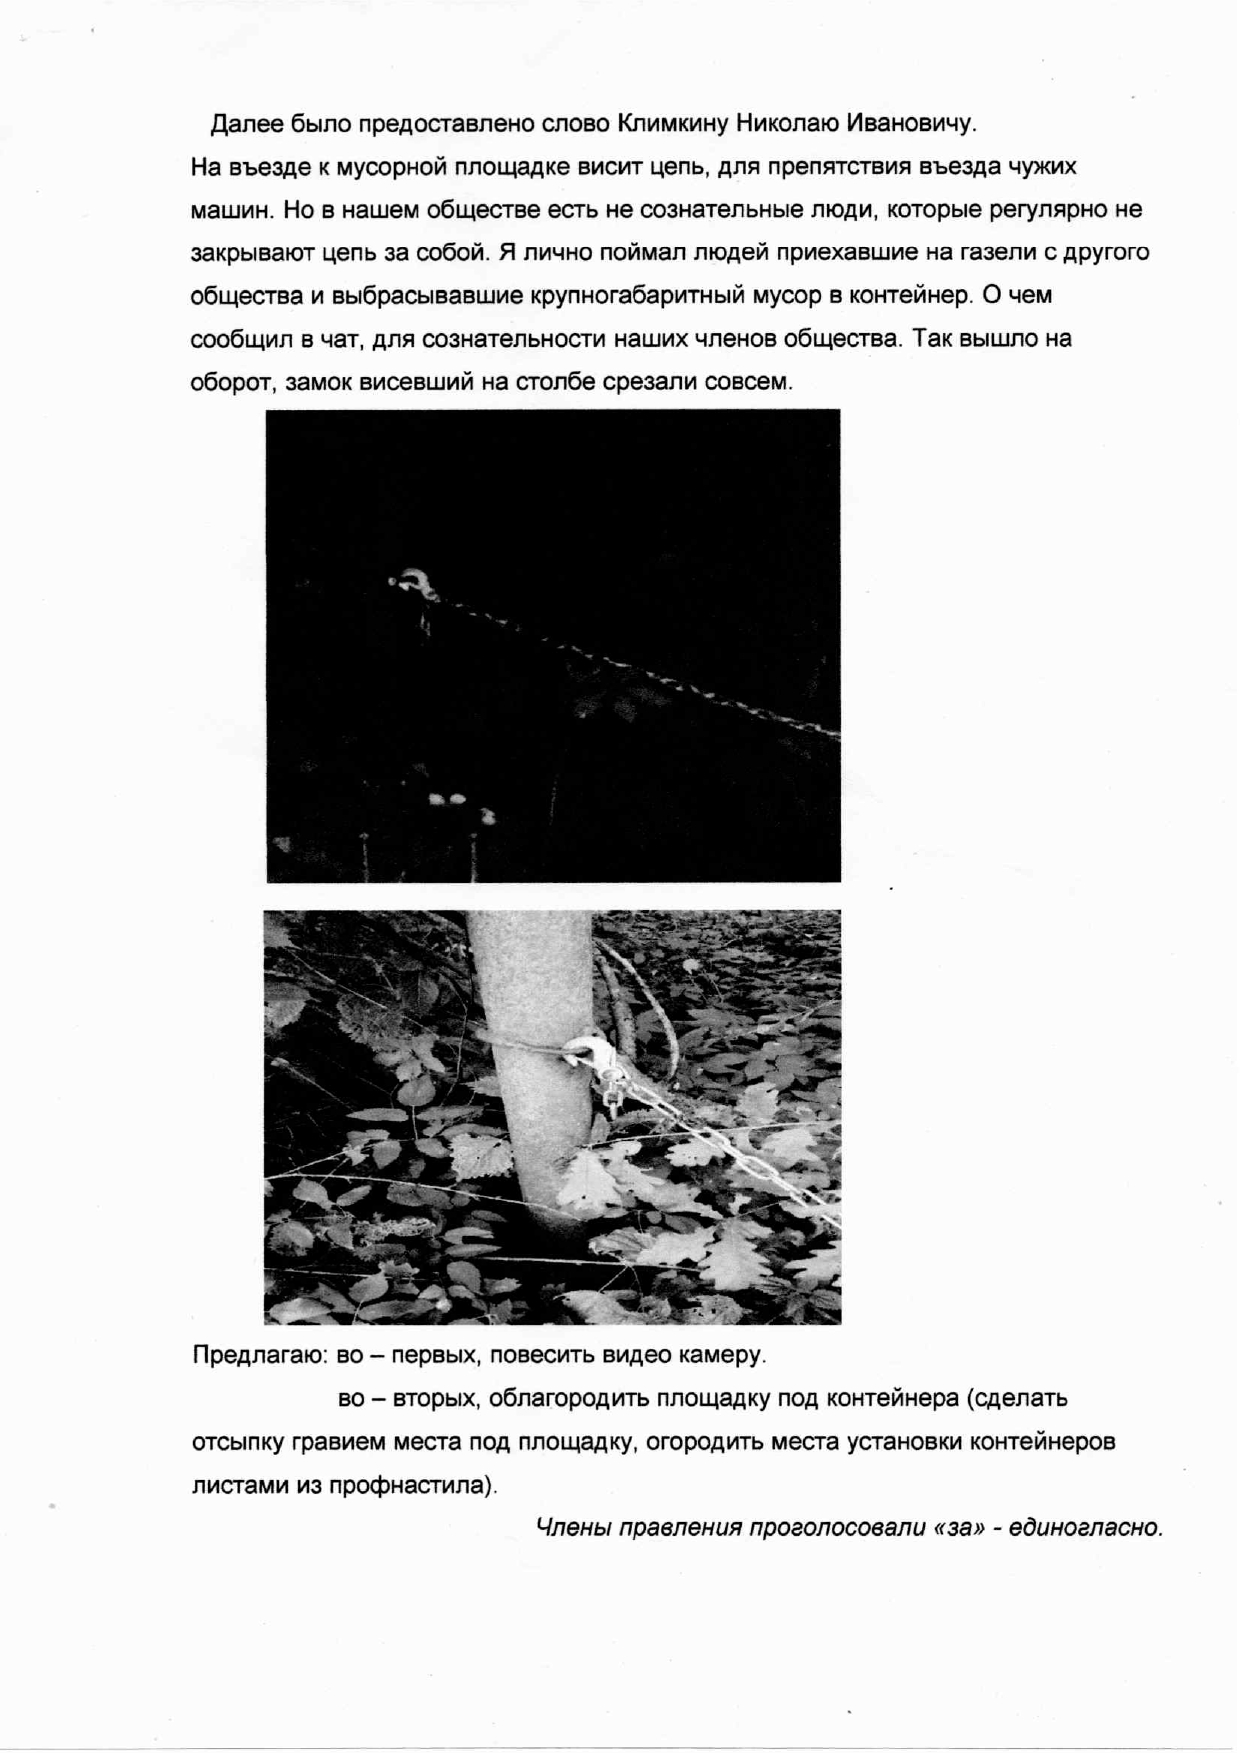 Далее было предоставлено слово Климкину Николаю Ивановичу.
На въезде к мусорной площадке висит цепь, для препятствия въезда чужих
машин. Но в нашем обществе есть не сознательные люди, которые регулярно не
закрывают цепь за собой. Я лично поймал людей приехавшие на газели с другого
общества и выбрасывавшие крупногабаритный мусор в контейнер. О чем
сообщил в чат, для сознательности наших членов общества. Так вышло на
оборот, замок висевший на столбе срезали совсем.
Предлагаю: во – первых, повесить видео камеру.
во – вторых, облагородить площадку под контейнера (сделать
отсыпку гравием места под площадку, огородить места установки контейнеров
листами из профнастила).
Члены правления проголосовали «за» - единогласно.